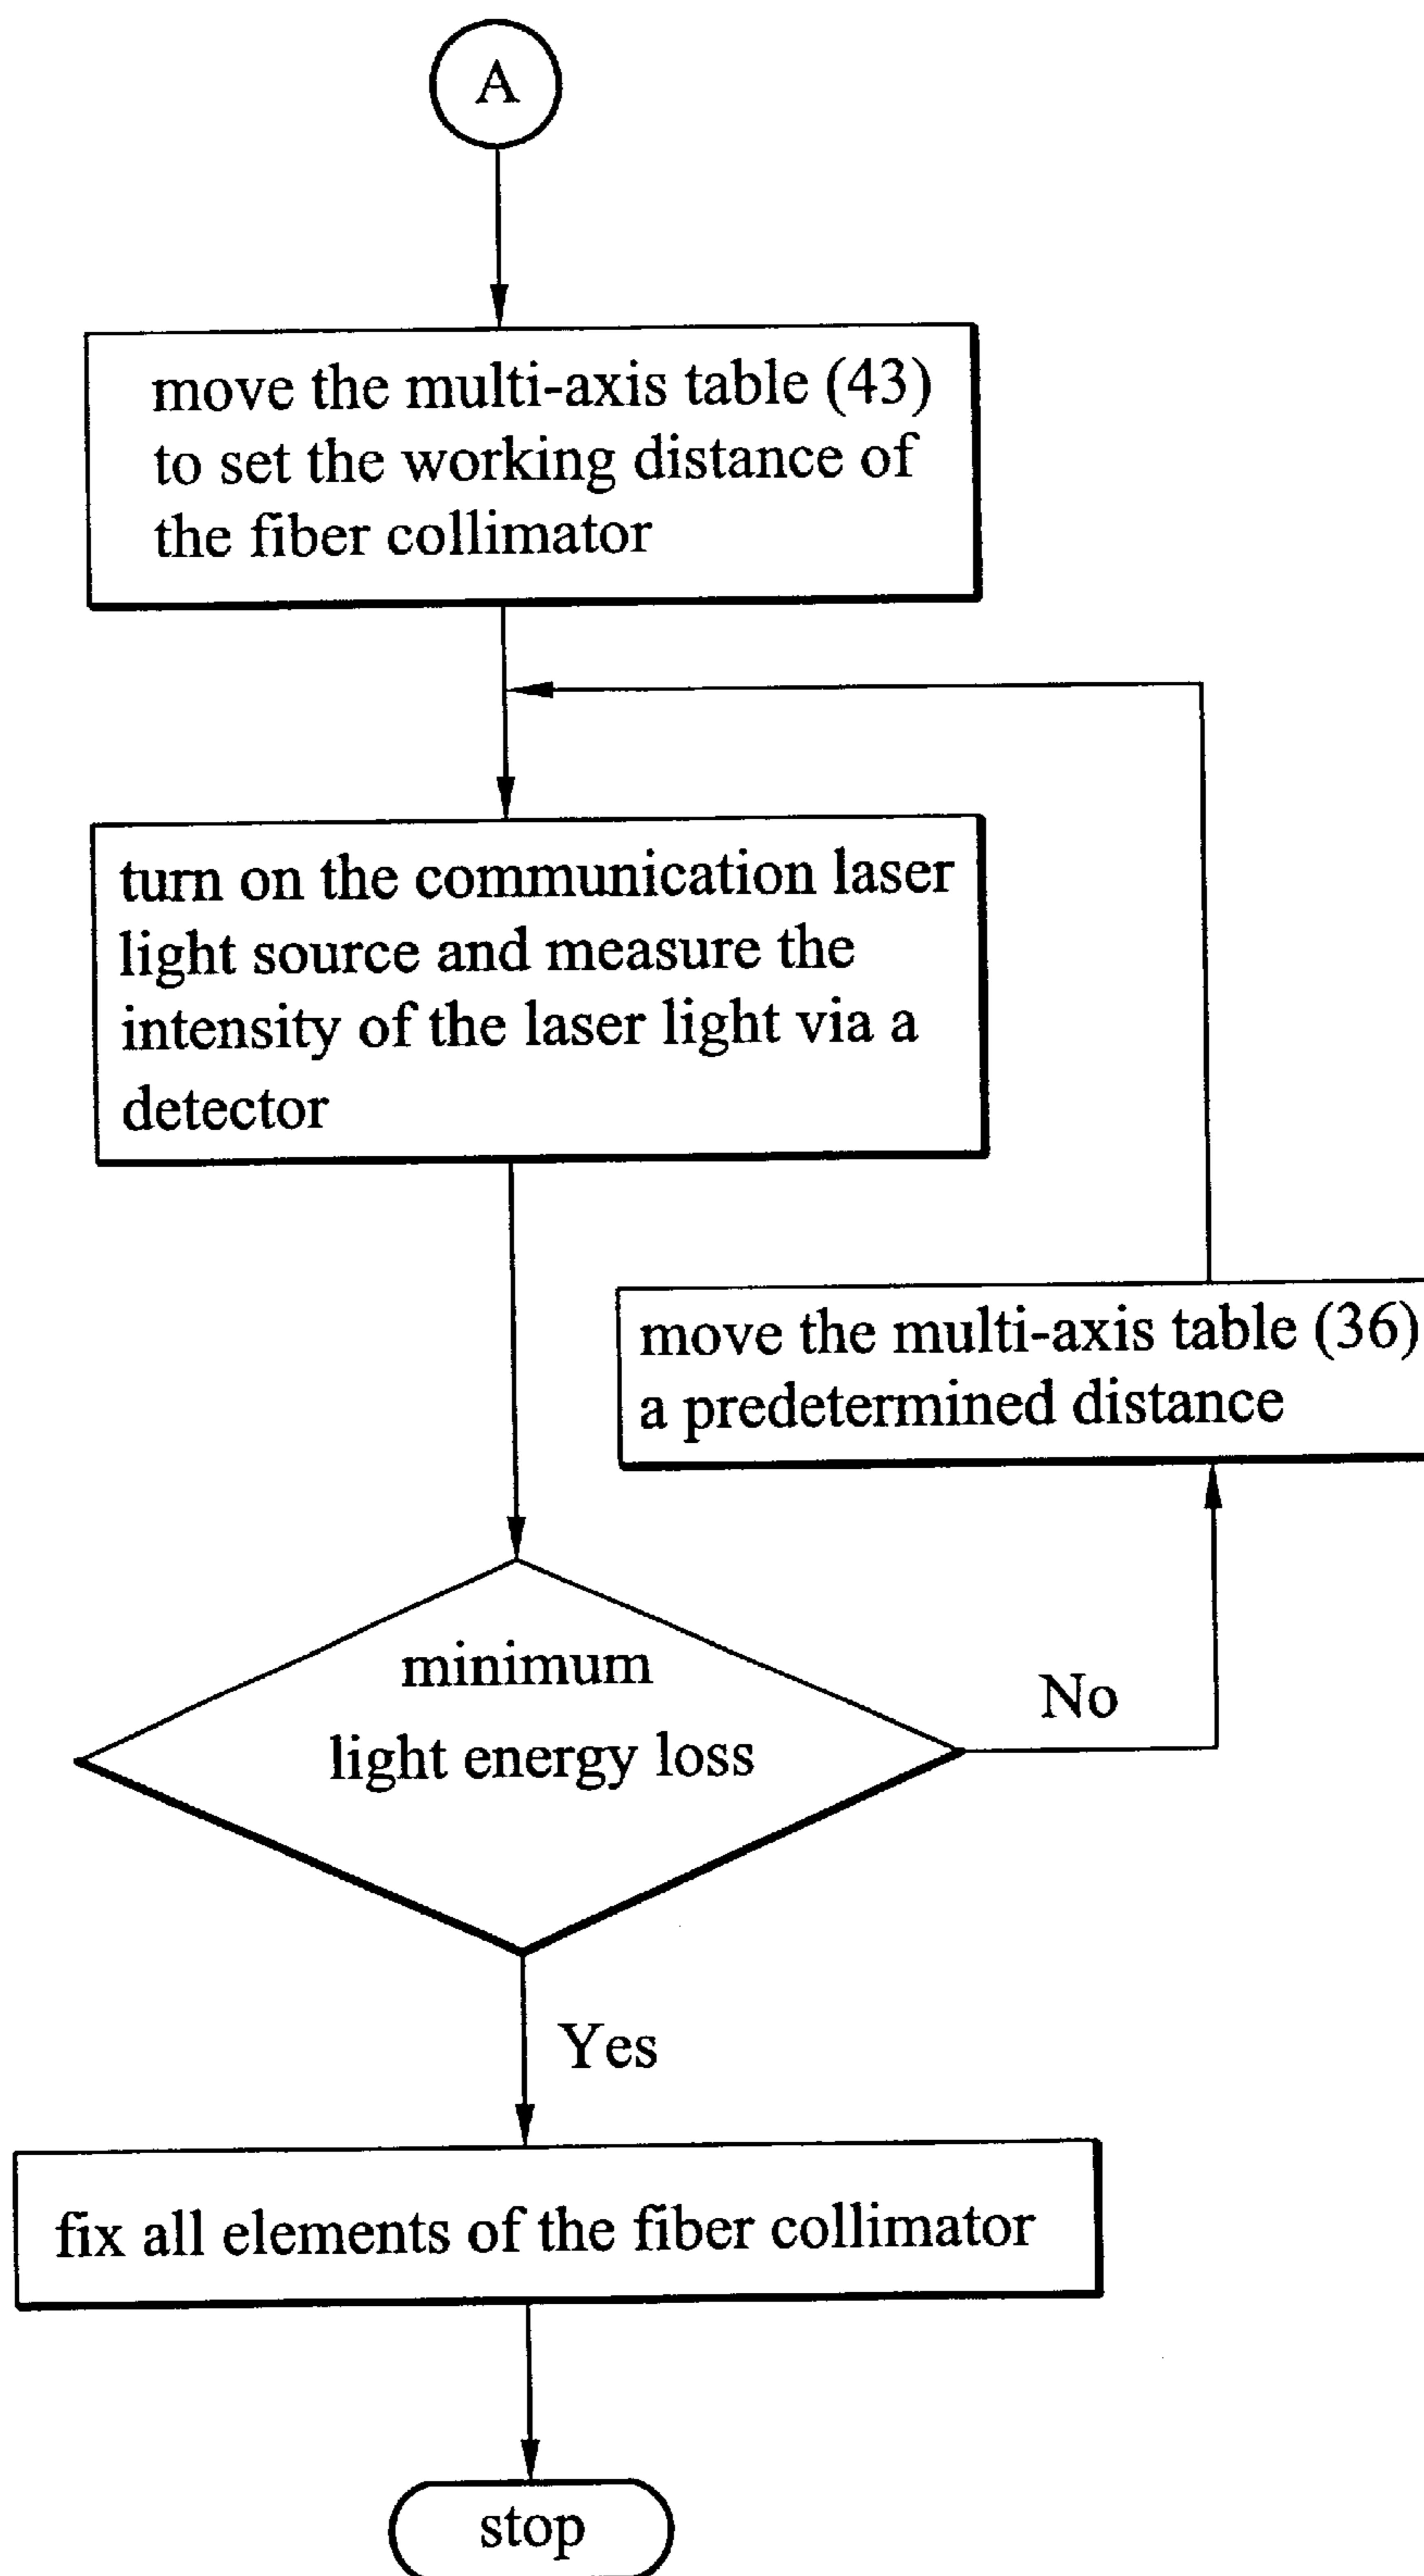 A
move the multi-axis table (43)
to set the working distance of
the fiber collimator
turn on the communication laser
light source and measure the
intensity of the laser light via a
detector
move the multi-axis table (36)
a predetermined distance
minimum
light energy loss
No
Yes
fix all elements of the fiber collimator
stop